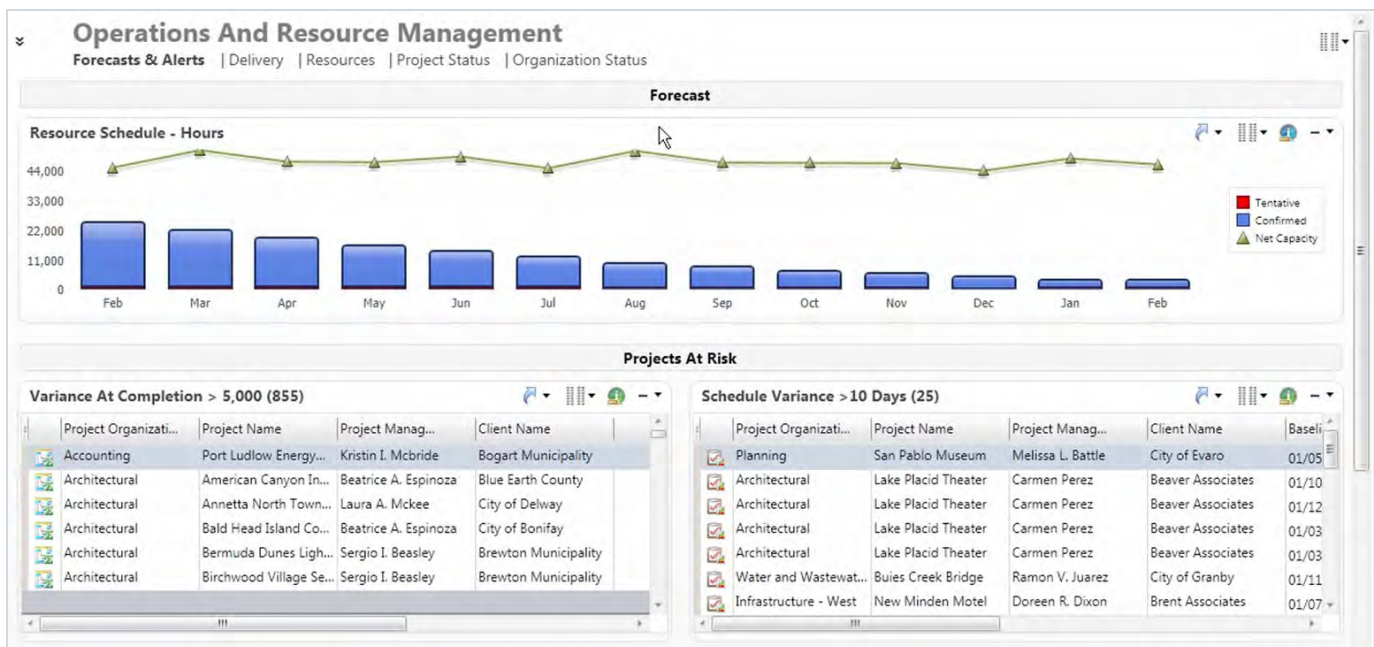 Operations And Resource Management
Forecasts & Alerts | Delivery | Resources | Project Status | Organization Status
Forecast
Resource Schedule - Hours
44,000
33,000
22,000
11,000
0
Feb Mar Apr May Jun Jul Aug Sep Oct Nov Dec Jan Feb
Tentative
Confirmed
Net Capacity
Projects At Risk
Variance At Completion > 5,000 (855)
Project Organizati... Project Name Project Manag... Client Name
Accounting Port Ludlow Energy... Kristin I. Mcbride Bogart Municipality
Architectural American Canyon In... Beatrice A. Espinoza Blue Earth County
Architectural Annetta North Town... Laura A. Mckee City of Delway
Architectural Bald Head Island Co... Beatrice A. Espinoza City of Bonifay
Architectural Bermuda Dunes Ligh... Sergio I. Beasley Brewton Municipality
Architectural Birchwood Village Se... Sergio I. Beasley Brewton Municipality
Schedule Variance >10 Days (25)
Project Organizati... Project Name Project Manag... Client Name Baseli
Planning San Pablo Museum Melissa L. Battle City of Evaro 01/05
Architectural Lake Placid Theater Carmen Perez Beaver Associates 01/10
Architectural Lake Placid Theater Carmen Perez Beaver Associates 01/12
Architectural Lake Placid Theater Carmen Perez Beaver Associates 01/03
Architectural Lake Placid Theater Carmen Perez Beaver Associates 01/03
Water and Wastewat... Buies Creek Bridge Ramon V. Juarez City of Granby 01/11
Infrastructure - West New Minden Motel Doreen R. Dixon Brent Associates 01/07